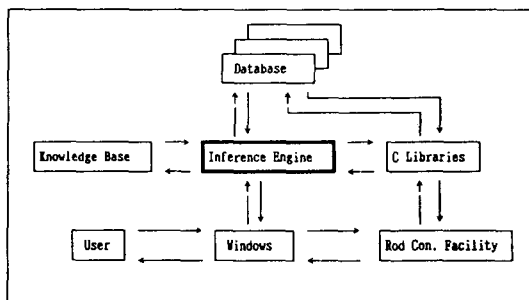 Database
Knowledge Base
Inference Engine
C Libraries
User
Windows
Rod Con. Facility